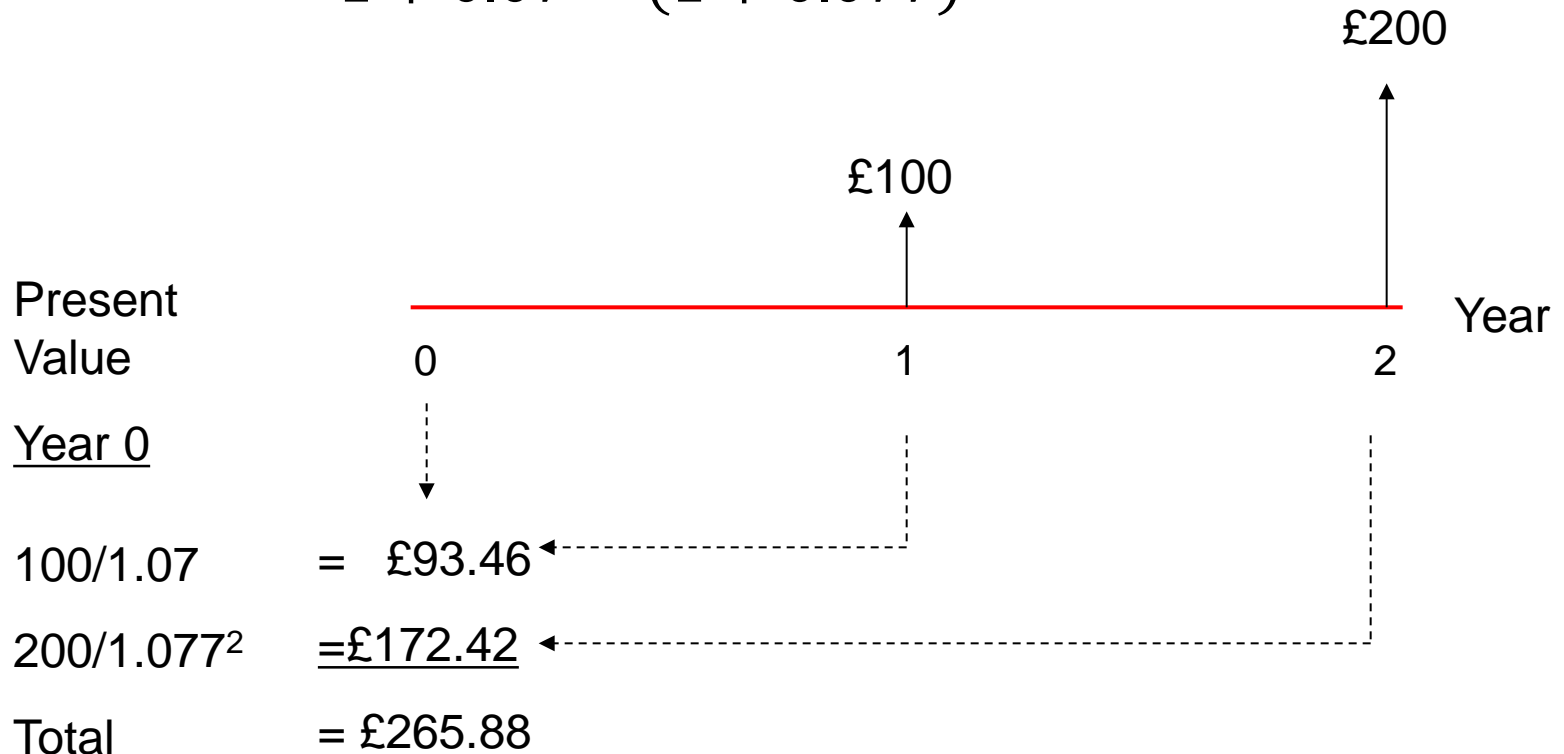 £200
£100
Present
Value
Year
0 1 2
Year 0
100/1.07 = £93.46
200/1.077² =£172.42
Total = £265.88